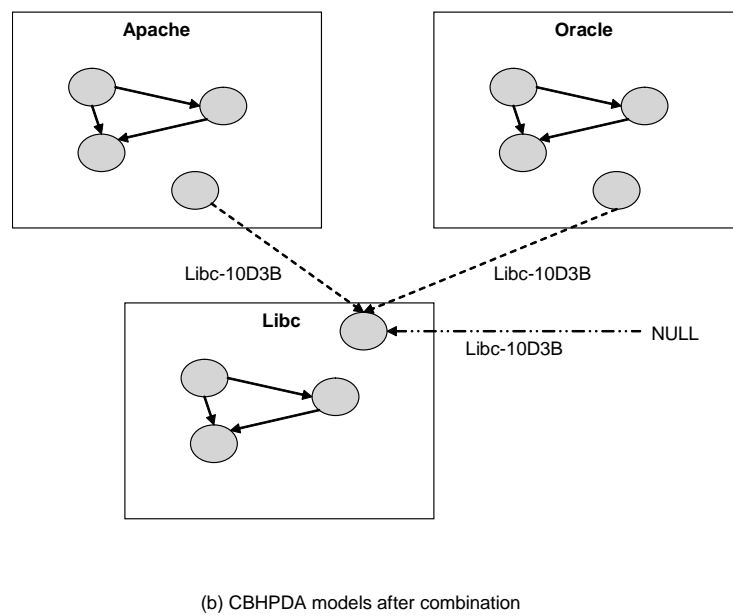 Apache
Oracle
Libc-10D3B
Libc-10D3B
Libc
NULL
Libc-10D3B
(b) CBHPDA models after combination